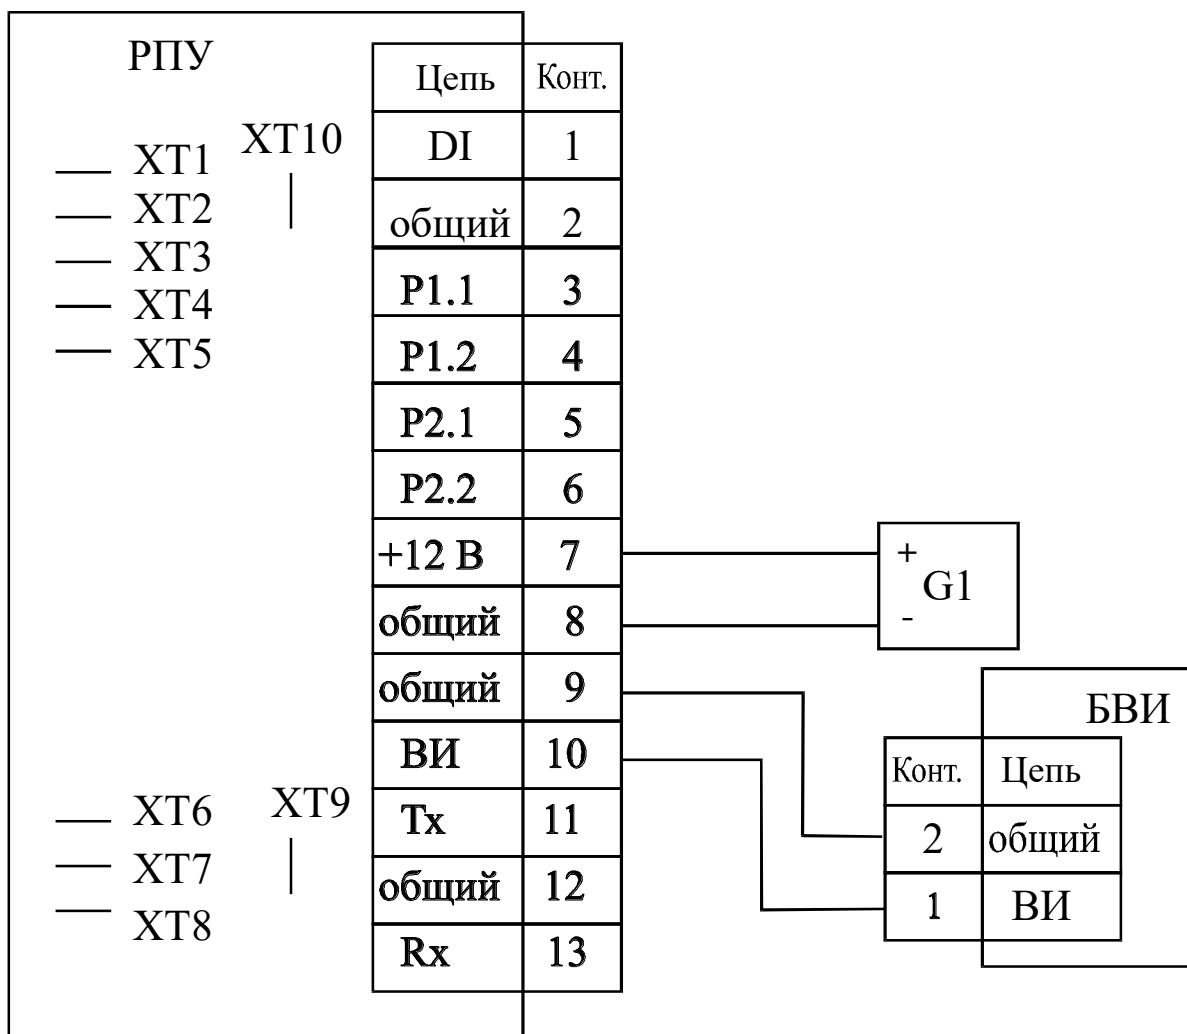 РПУ
Цепь Конт.
XT10
DI 1
XT1
XT2
общий 2
XT3
P1.1 3
XT4
XT5
P1.2 4
P2.1 5
P2.2 6
+12 В 7
+
G1
-
общий 8
общий 9
БВИ
ВИ 10
Конт. Цепь
XT6
XT9
Tx 11
2 общий
XT7
общий 12
1 ВИ
XT8
Rx 13